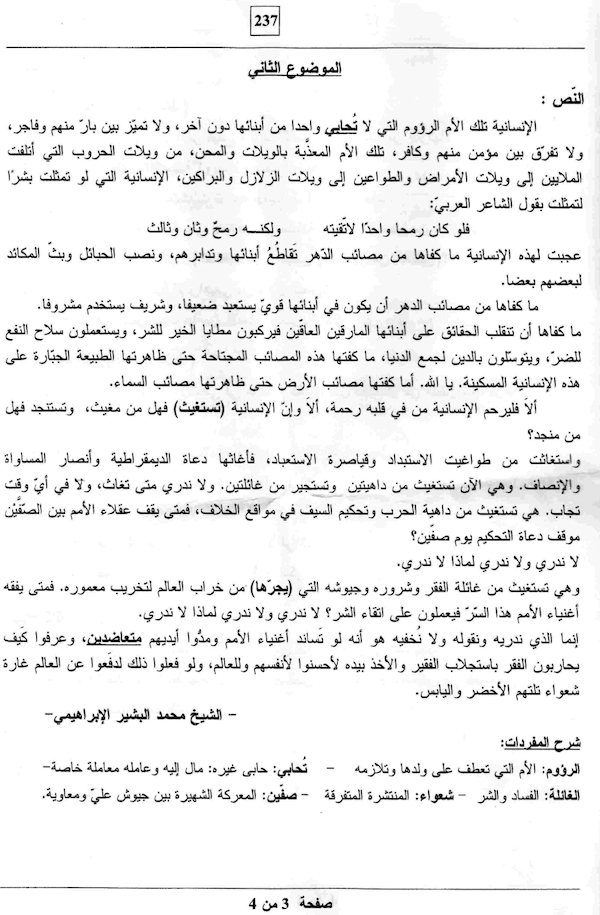 237
الموضوع الثاني
النّص :
الإنسانية تلك الأم الرؤوم التي لا تُحابي واحدا من أبنائها دون آخر، ولا تميّز بين بارّ منهم وفاجر،
ولا تفرّق بين مؤمن منهم وكافر، تلك الأم المعذَّبة بالويلات والمحن، من ويلات الحروب التي أتلفت
الملايين إلى ويلات الأمراض والطواعين إلى ويلات الزلازل والبراكين، الإنسانية التي لو تمثلت بشرًا
لتمثلت بقول الشاعر العربيّ:
فلو كان رمحا واحدًا لاتّقيته ولكنـــه رمحٌ وثان وثالث
عجبت لهذه الإنسانية ما كفاها من مصائب الدّهر تَقاطُعُ أبنائها وتدابرهم، ونصب الحبائل وبثّ المكائد
لبعضهم بعضا.
ما كفاها من مصائب الدهر أن يكون في أبنائها قويّ يستعبد ضعيفا، وشريف يستخدم مشروفا.
ما كفاها أن تنقلب الحقائق على أبنائها المارقين العاقّين فيركبون مطايا الخير للشر، ويستعملون سلاح النفع
للضرّ، ويتوسّلون بالدين لجمع الدنيا، ما كفتها هذه المصائب المجتاحة حتى ظاهرتها الطبيعة الجبّارة على
هذه الإنسانية المسكينة. يا الله. أما كفتها مصائب الأرض حتى ظاهرتها مصائب السماء.
ألاَ فليرحم الإنسانية من في قلبه رحمة، ألاَ وإنّ الإنسانية (تستغيث) فهل من مغيث، وتستنجد فهل
من منجد؟
واستغاثت من طواغيت الاستبداد وقياصرة الاستعباد، فأغاثها دعاة الديمقراطية وأنصار المساواة
والإنصاف. وهي الآن تستغيث من داهيتين وتستجير من غائلتين. ولا ندري متى تغاث، ولا في أيّ وقت
تجاب. هي تستغيث من داهية الحرب وتحكيم السيف في مواقع الخلاف، فمتى يقف عقلاء الأمم بين الصفَّيْن
موقف دعاة التحكيم يوم صفّين؟
لا ندري ولا ندري لماذا لا ندري.
وهي تستغيث من غائلة الفقر وشروره وجيوشه التي (يجرّها) من خراب العالم لتخريب معموره. فمتى يفقه
أغنياء الأمم هذا السرّ فيعملون على اتقاء الشر؟ لا ندري ولا ندري لماذا لا ندري.
إنما الذي ندريه ونقوله ولا نُخفيه هو أنه لو تَساند أغنياء الأمم ومدُّوا أيديهم متعاضدين، وعرفوا كَيف
يحاربون الفقر باستجلاب الفقير والأخذ بيده لأحسنوا لأنفسهم وللعالم، ولو فعلوا ذلك لدفَعوا عن العالم غارة
شعواء تلتهم الأخضر واليابس.
– الشيخ محمد البشير الإبراهيمي–
شرح المفردات:
الرؤوم: الأم التي تعطف على ولدها وتلازمه – تُحابي: حابى غيره: مال إليه وعامله معاملة خاصة–
الغائلة: الفساد والشر – شعواء: المنتشرة المتفرقة – صفّين: المعركة الشهيرة بين جيوش عليّ ومعاوية.
صفحة 3 من 4